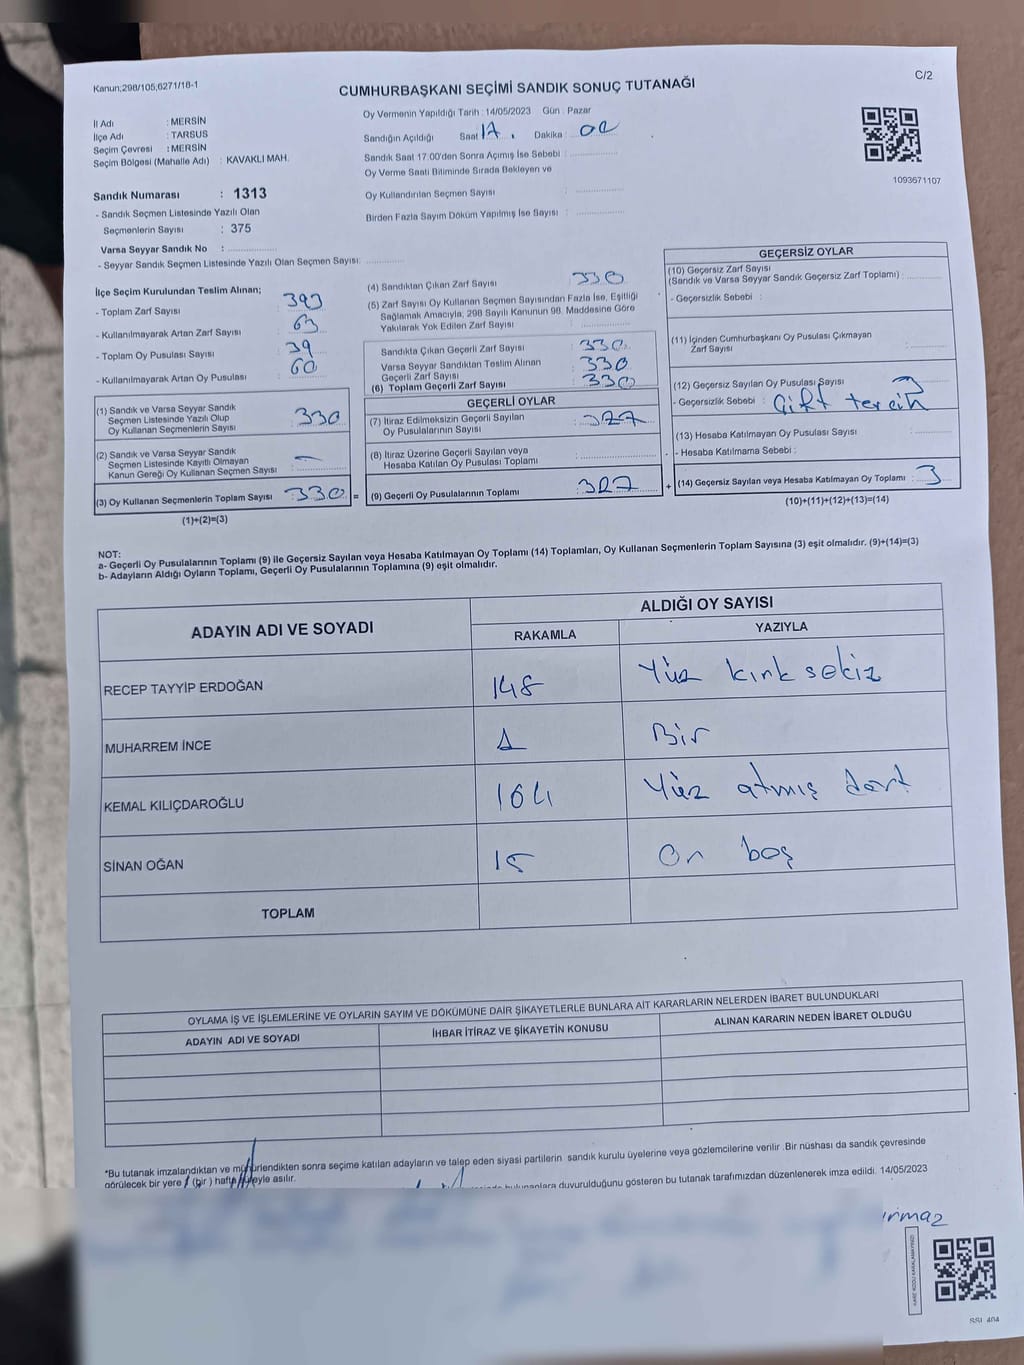 Kanun;298/105;6271/18-1
C/2
CUMHURBAŞKANI SEÇİMİ SANDIK SONUÇ TUTANAĞI
İl Adı : MERSİN
İlçe Adı : TARSUS
Seçim Çevresi : MERSİN
Seçim Bölgesi (Mahalle Adı) : KAVAKLI MAH.
Sandık Numarası : 1313
- Sandık Seçmen Listesinde Yazılı Olan
Seçmenlerin Sayısı : 375
Varsa Seyyar Sandık No :
- Seyyar Sandık Seçmen Listesinde Yazılı Olan Seçmen Sayısı:
Oy Vermenin Yapıldığı Tarih : 14/05/2023 Gün : Pazar
Sandığın Açıldığı Saat 17. Dakika : 02
Sandık Saat 17.00'den Sonra Açımış İse Sebebi :
Oy Verme Saati Bitiminde Sırada Bekleyen ve
Oy Kullandırılan Seçmen Sayısı :
Birden Fazla Sayım Döküm Yapılmış İse Sayısı :
1093671107
İlçe Seçim Kurulundan Teslim Alınan;
- Toplam Zarf Sayısı : 393
- Kullanılmayarak Artan Zarf Sayısı : 63
- Toplam Oy Pusulası Sayısı : 39
- Kullanılmayarak Artan Oy Pusulası : 60
(1) Sandık ve Varsa Seyyar Sandık
Seçmen Listesinde Yazılı Olup
Oy Kullanan Seçmenlerin Sayısı : 330
(2) Sandık ve Varsa Seyyar Sandık
Seçmen Listesinde Kayıtlı Olmayan
Kanun Gereği Oy Kullanan Seçmen Sayısı : –
(3) Oy Kullanan Seçmenlerin Toplam Sayısı : 330 =
(1)+(2)=(3)
(4) Sandıktan Çıkan Zarf Sayısı : 330
(5) Zarf Sayısı Oy Kullanan Seçmen Sayısından Fazla İse, Eşitliği
Sağlamak Amacıyla, 298 Sayılı Kanunun 98. Maddesine Göre
Yakılarak Yok Edilen Zarf Sayısı :
Sandıkta Çıkan Geçerli Zarf Sayısı : 330
Varsa Seyyar Sandıktan Teslim Alınan
Geçerli Zarf Sayısı : 330
(6) Toplam Geçerli Zarf Sayısı : 330
GEÇERLİ OYLAR
(7) İtiraz Edilmeksizin Geçerli Sayılan
Oy Pusulalarının Sayısı : 327
(8) İtiraz Üzerine Geçerli Sayılan veya
Hesaba Katılan Oy Pusulası Toplamı :
(9) Geçerli Oy Pusulalarının Toplamı : 327 +
GEÇERSİZ OYLAR
(10) Geçersiz Zarf Sayısı
(Sandık ve Varsa Seyyar Sandık Geçersiz Zarf Toplamı) :
- Geçersizlik Sebebi :
(11) İçinden Cumhurbaşkanı Oy Pusulası Çıkmayan
Zarf Sayısı :
(12) Geçersiz Sayılan Oy Pusulası Sayısı : 3
- Geçersizlik Sebebi : Çift tercih
(13) Hesaba Katılmayan Oy Pusulası Sayısı :
- Hesaba Katılmama Sebebi :
(14) Geçersiz Sayılan veya Hesaba Katılmayan Oy Toplamı : 3
(10)+(11)+(12)+(13)=(14)
NOT:
a- Geçerli Oy Pusulasının Toplamı (9) ile Geçersiz Sayılan veya Hesaba Katılmayan Oy Toplamı (14) Toplamları, Oy Kullanan Seçmenlerin Toplam Sayısına (3) eşit olmalıdır. (9)+(14)=(3)
b- Adayların Aldığı Oyların Toplamı, Geçerli Oy Pusulalarının Toplamına (9) eşit olmalıdır.
ADAYIN ADI VE SOYADI
ALDIĞI OY SAYISI
RAKAMLA YAZIYLA
RECEP TAYYİP ERDOĞAN 148 Yüz kırk sekiz
MUHARREM İNCE 1 Bir
KEMAL KILIÇDAROĞLU 164 Yüz atmış dört
SİNAN OĞAN 15 On beş
TOPLAM
OYLAMA İŞ VE İŞLEMLERİNE VE OYLARIN SAYIM VE DÖKÜMÜNE DAİR ŞİKAYETLERLE BUNLARA AİT KARARLARIN NELERDEN İBARET BULUNDUKLARI
ADAYIN ADI VE SOYADI İHBAR İTİRAZ VE ŞİKAYETİN KONUSU ALINAN KARARIN NEDEN İBARET OLDUĞU
*Bu tutanak imzalandıktan ve mühürlendikten sonra seçime katılan adayların ve talep eden siyasi partilerin sandık kurulu üyelerine veya gözlemcilerine verilir .Bir nüshası da sandık çevresinde
görülecek bir yere 1 (bir ) hafta süreyle asılır.
bulunanlara duyurulduğunu gösteren bu tutanak tarafımızdan düzenlenerek imza edildi. 14/05/2023
ırmaz